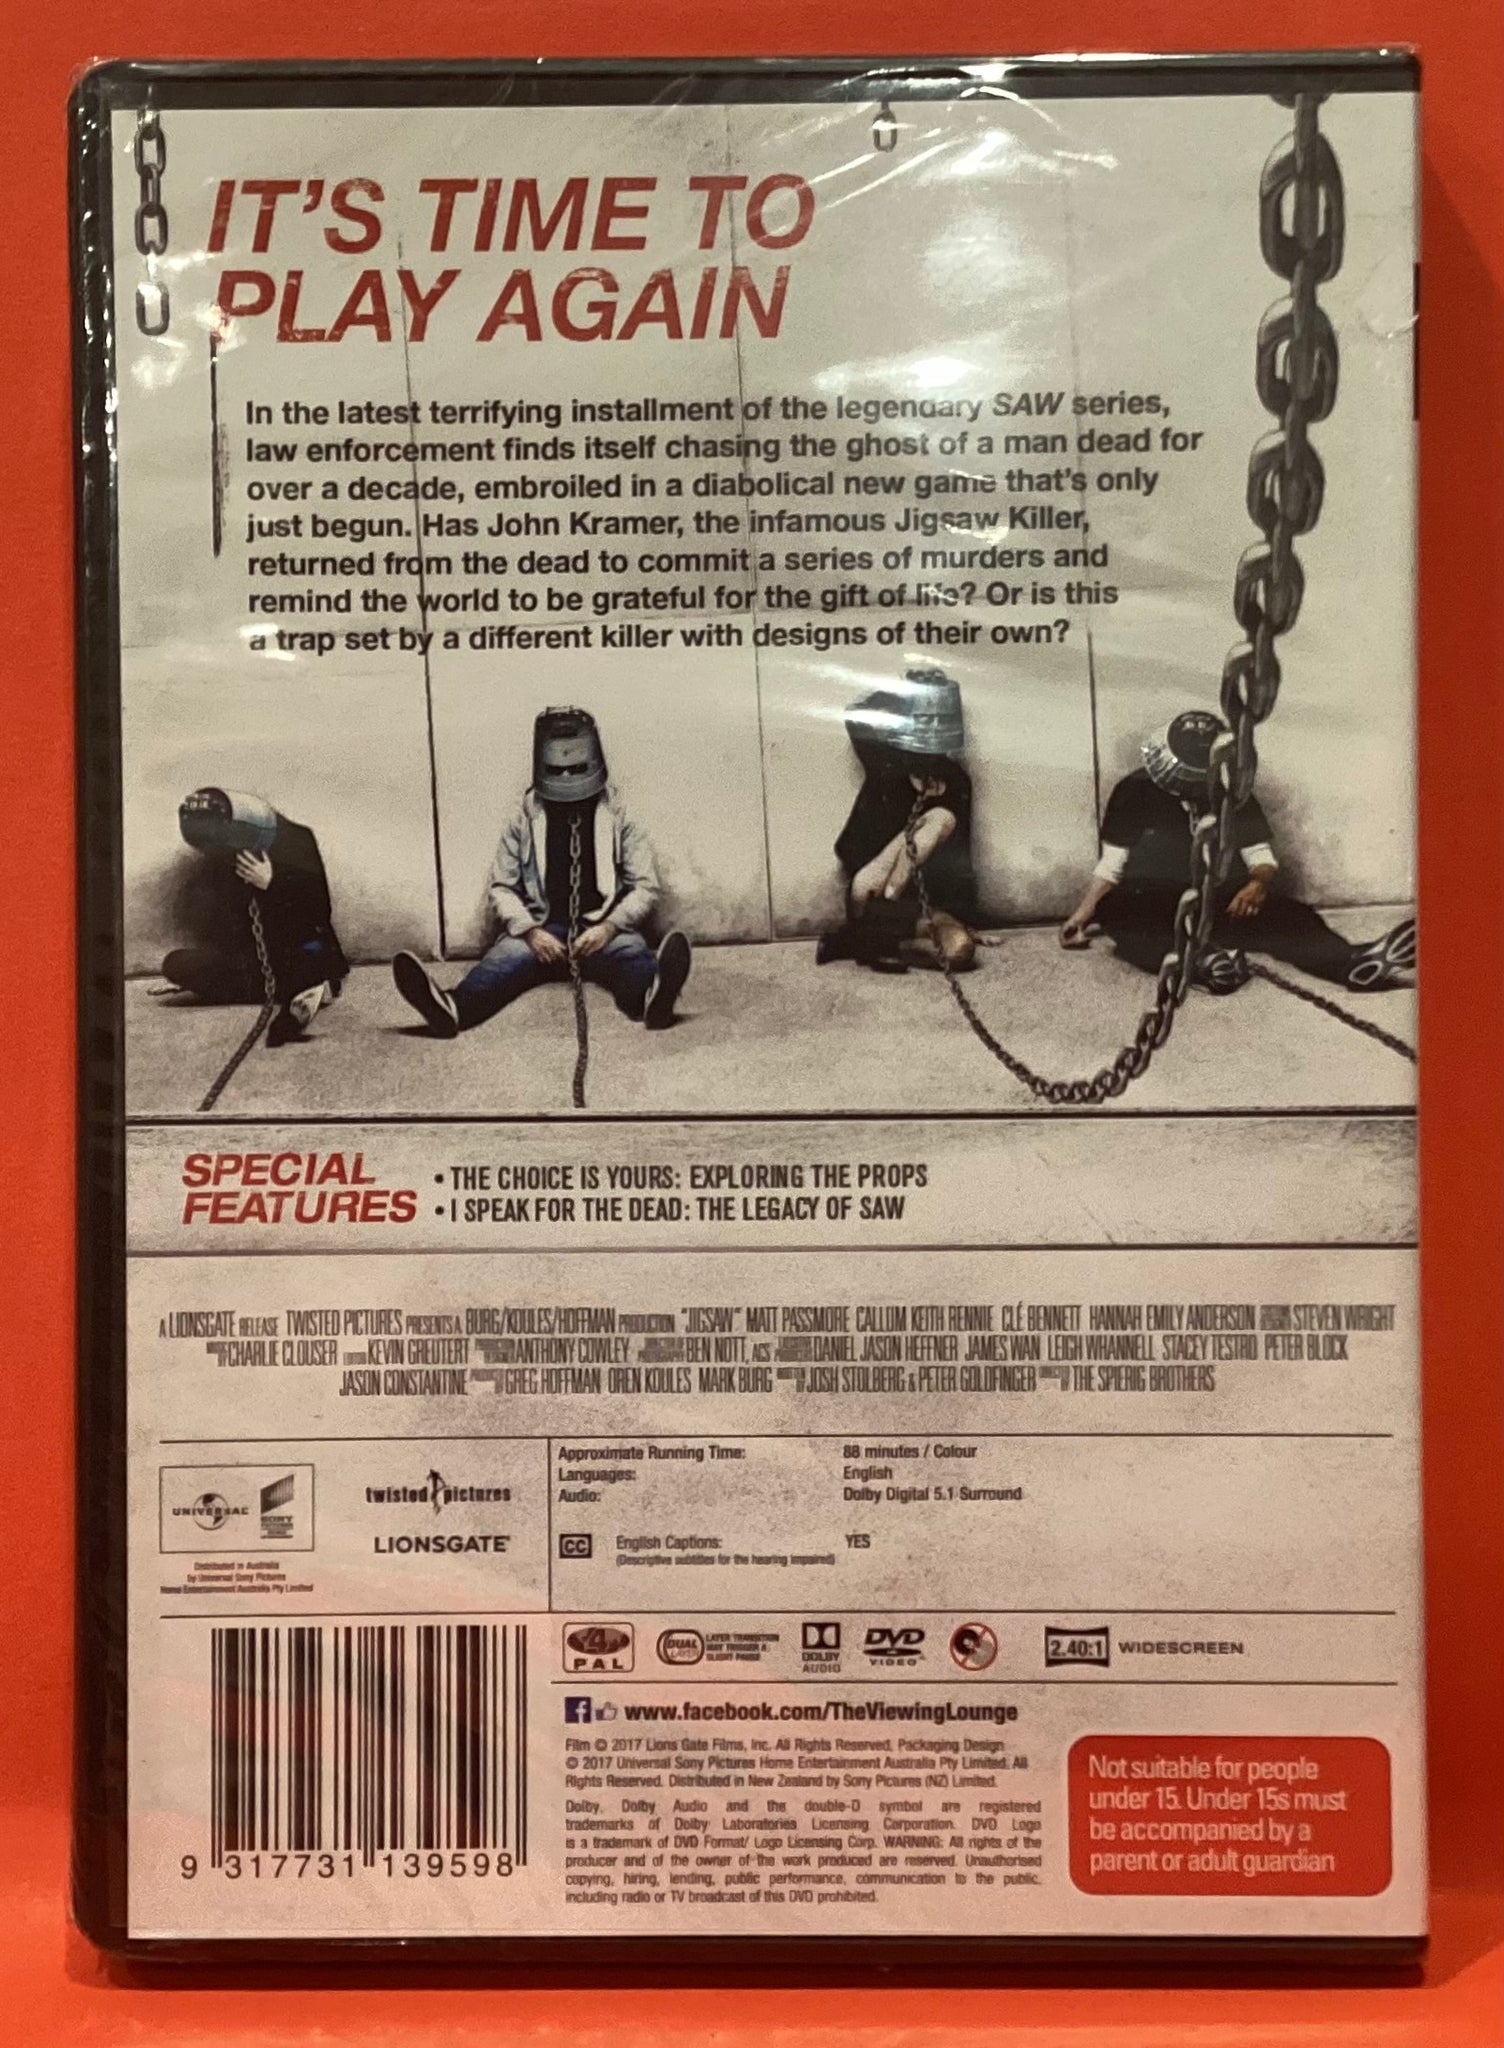 IT'S TIME TO
PLAY AGAIN
In the latest terrifying installment of the legendary SAW series,
law enforcement finds itself chasing the ghost of a man dead for
over a decade, embroiled in a diabolical new game that's only
just begun. Has John Kramer, the infamous Jigsaw Killer,
returned from the dead to commit a series of murders and
remind the world to be grateful for the gift of life? Or is this
a trap set by a different killer with designs of their own?
SPECIAL
FEATURES
• THE CHOICE IS YOURS: EXPLORING THE PROPS
• I SPEAK FOR THE DEAD: THE LEGACY OF SAW
A LIONSGATE RELEASE TWISTED PICTURES PRESENTS A BURG/KOULES/HOFFMAN PRODUCTION "JIGSAW" MATT PASSMORE CALLUM KEITH RENNIE CLÉ BENNETT HANNAH EMILY ANDERSON STEVEN WRIGHT
CHARLIE CLOUSER KEVIN GREUTERT ANTHONY COWLEY BEN NOTT, ACS DANIEL JASON HEFFNER JAMES WAN LEIGH WHANNELL STACEY TESTRO PETER BLOCK
JASON CONSTANTINE GREG HOFFMAN OREN KOULES MARK BURG JOSH STOLBERG & PETER GOLDFINGER THE SPIERIG BROTHERS
UNIVERSAL
SONY
twisted pictures
LIONSGATE
Distributed in Australia
by Universal Sony Pictures
Home Entertainment Australia Pty Limited
Approximate Running Time: 88 minutes / Colour
Languages: English
Audio: Dolby Digital 5.1 Surround
CC English Captions: YES
(Descriptive subtitles for the hearing impaired)
4
PAL
DUAL LAYER
LAYER TRANSITION
MAY TRIGGER A
SLIGHT PAUSE
DOLBY
AUDIO
DVD
VIDEO
2.40:1 WIDESCREEN
f www.facebook.com/TheViewingLounge
Film © 2017 Lions Gate Films, Inc. All Rights Reserved. Packaging Design
© 2017 Universal Sony Pictures Home Entertainment Australia Pty Limited. All
Rights Reserved. Distributed in New Zealand by Sony Pictures (NZ) Limited.
Dolby, Dolby Audio and the double-D symbol are registered
trademarks of Dolby Laboratories Licensing Corporation. DVD Logo
is a trademark of DVD Format/ Logo Licensing Corp. WARNING: All rights of the
producer and of the owner of the work produced are reserved. Unauthorised
copying, hiring, lending, public performance, communication to the public,
including radio or TV broadcast of this DVD prohibited.
Not suitable for people
under 15. Under 15s must
be accompanied by a
parent or adult guardian
9 317731 139598